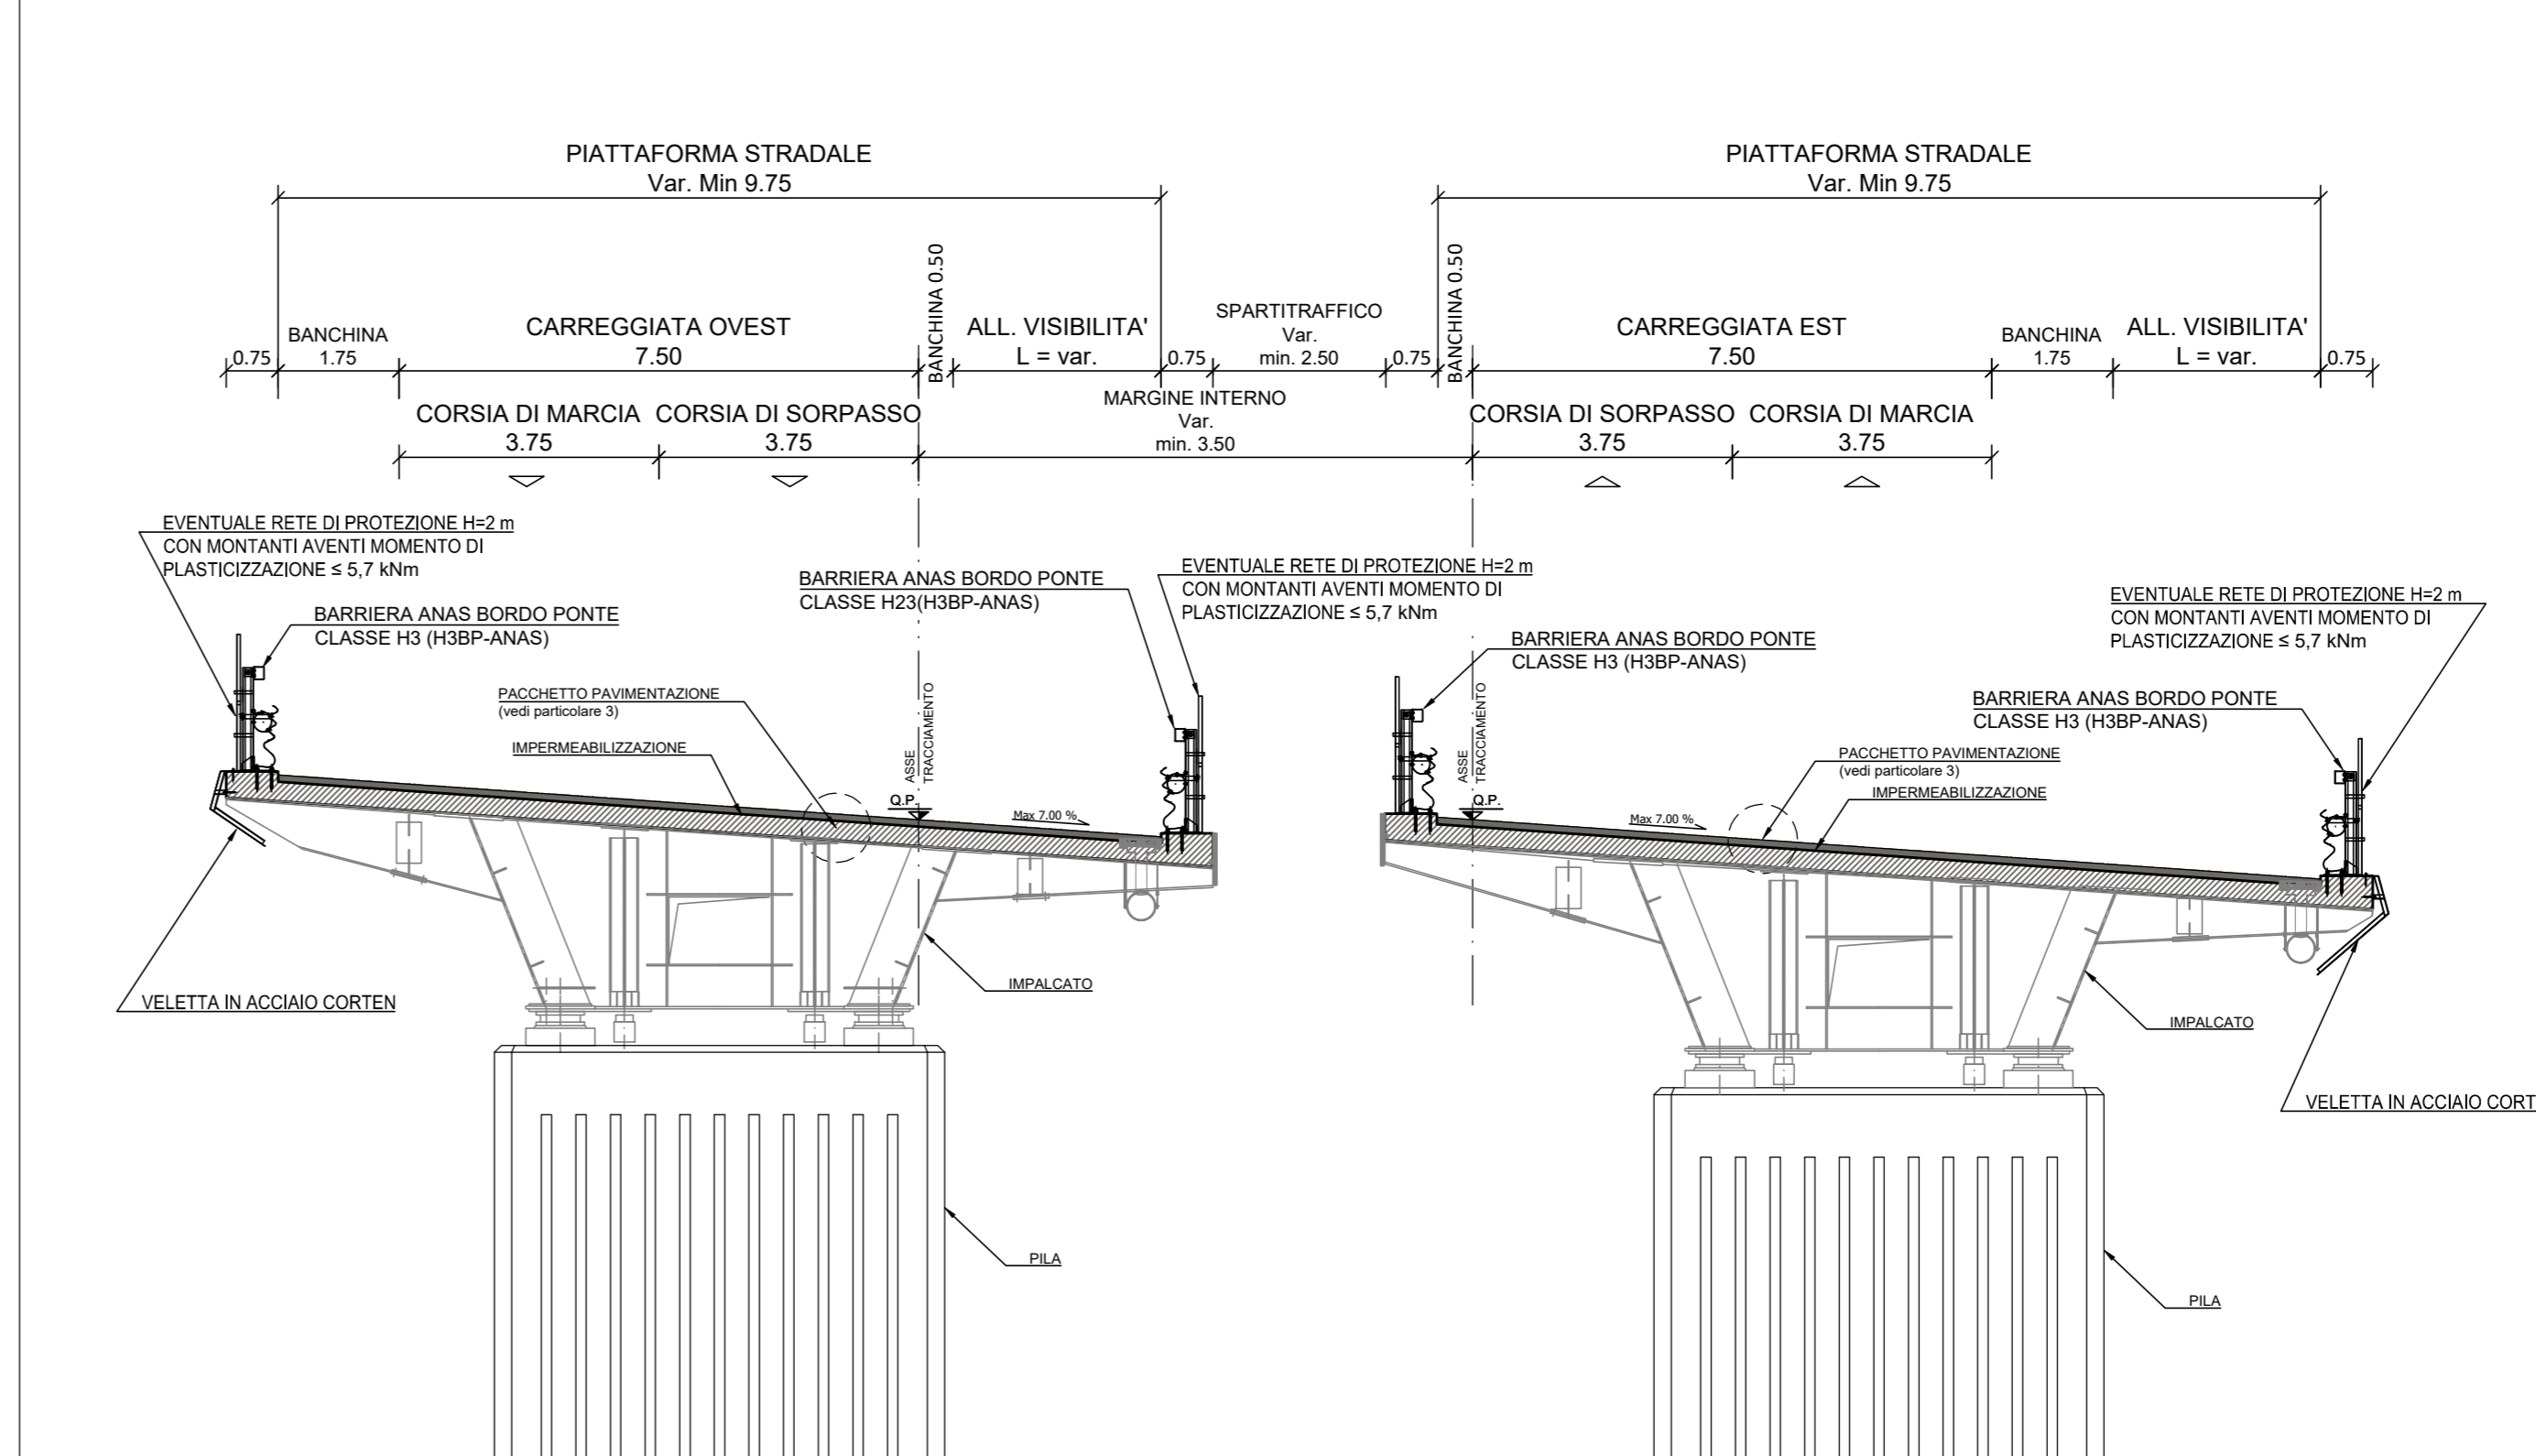 PIATTAFORMA STRADALE
Var. Min 9.75
PIATTAFORMA STRADALE
Var. Min 9.75
0.75
BANCHINA
1.75
CARREGGIATA OVEST
7.50
BANCHINA 0.50
ALL. VISIBILITA'
L = var.
0.75
SPARTITRAFFICO
Var.
min. 2.50
0.75
BANCHINA 0.50
CARREGGIATA EST
7.50
BANCHINA
1.75
ALL. VISIBILITA'
L = var.
0.75
CORSIA DI MARCIA
3.75
CORSIA DI SORPASSO
3.75
MARGINE INTERNO
Var.
min. 3.50
CORSIA DI SORPASSO
3.75
CORSIA DI MARCIA
3.75
EVENTUALE RETE DI PROTEZIONE H=2 m
CON MONTANTI AVENTI MOMENTO DI
PLASTICIZZAZIONE ≤ 5,7 kNm
BARRIERA ANAS BORDO PONTE
CLASSE H3 (H3BP-ANAS)
BARRIERA ANAS BORDO PONTE
CLASSE H23(H3BP-ANAS)
EVENTUALE RETE DI PROTEZIONE H=2 m
CON MONTANTI AVENTI MOMENTO DI
PLASTICIZZAZIONE ≤ 5,7 kNm
BARRIERA ANAS BORDO PONTE
CLASSE H3 (H3BP-ANAS)
EVENTUALE RETE DI PROTEZIONE H=2 m
CON MONTANTI AVENTI MOMENTO DI
PLASTICIZZAZIONE ≤ 5,7 kNm
BARRIERA ANAS BORDO PONTE
CLASSE H3 (H3BP-ANAS)
PACCHETTO PAVIMENTAZIONE
(vedi particolare 3)
IMPERMEABILIZZAZIONE
ASSE
TRACCIAMENTO
Q.P.
Max 7.00 %
ASSE
TRACCIAMENTO
Q.P.
Max 7.00 %
PACCHETTO PAVIMENTAZIONE
(vedi particolare 3)
IMPERMEABILIZZAZIONE
VELETTA IN ACCIAIO CORTEN
IMPALCATO
IMPALCATO
VELETTA IN ACCIAIO CORT
PILA
PILA